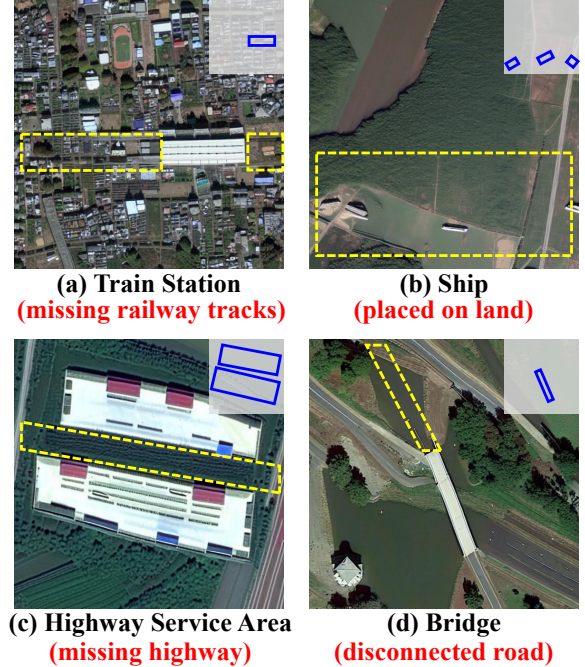 (a) Train Station
(missing railway tracks)
(b) Ship
(placed on land)
(c) Highway Service Area
(missing highway)
(d) Bridge
(disconnected road)